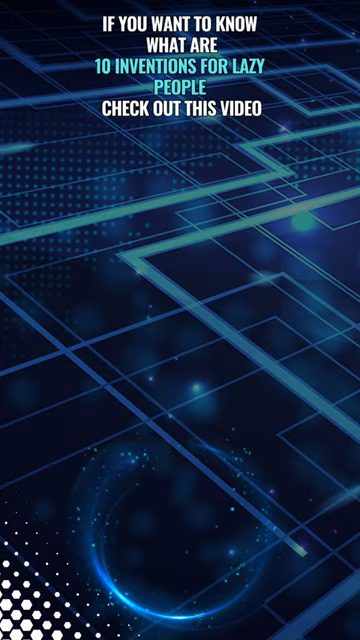 IF YOU WANT TO KNOW
WHAT ARE
10 INVENTIONS FOR LAZY
PEOPLE
CHECK OUT THIS VIDEO